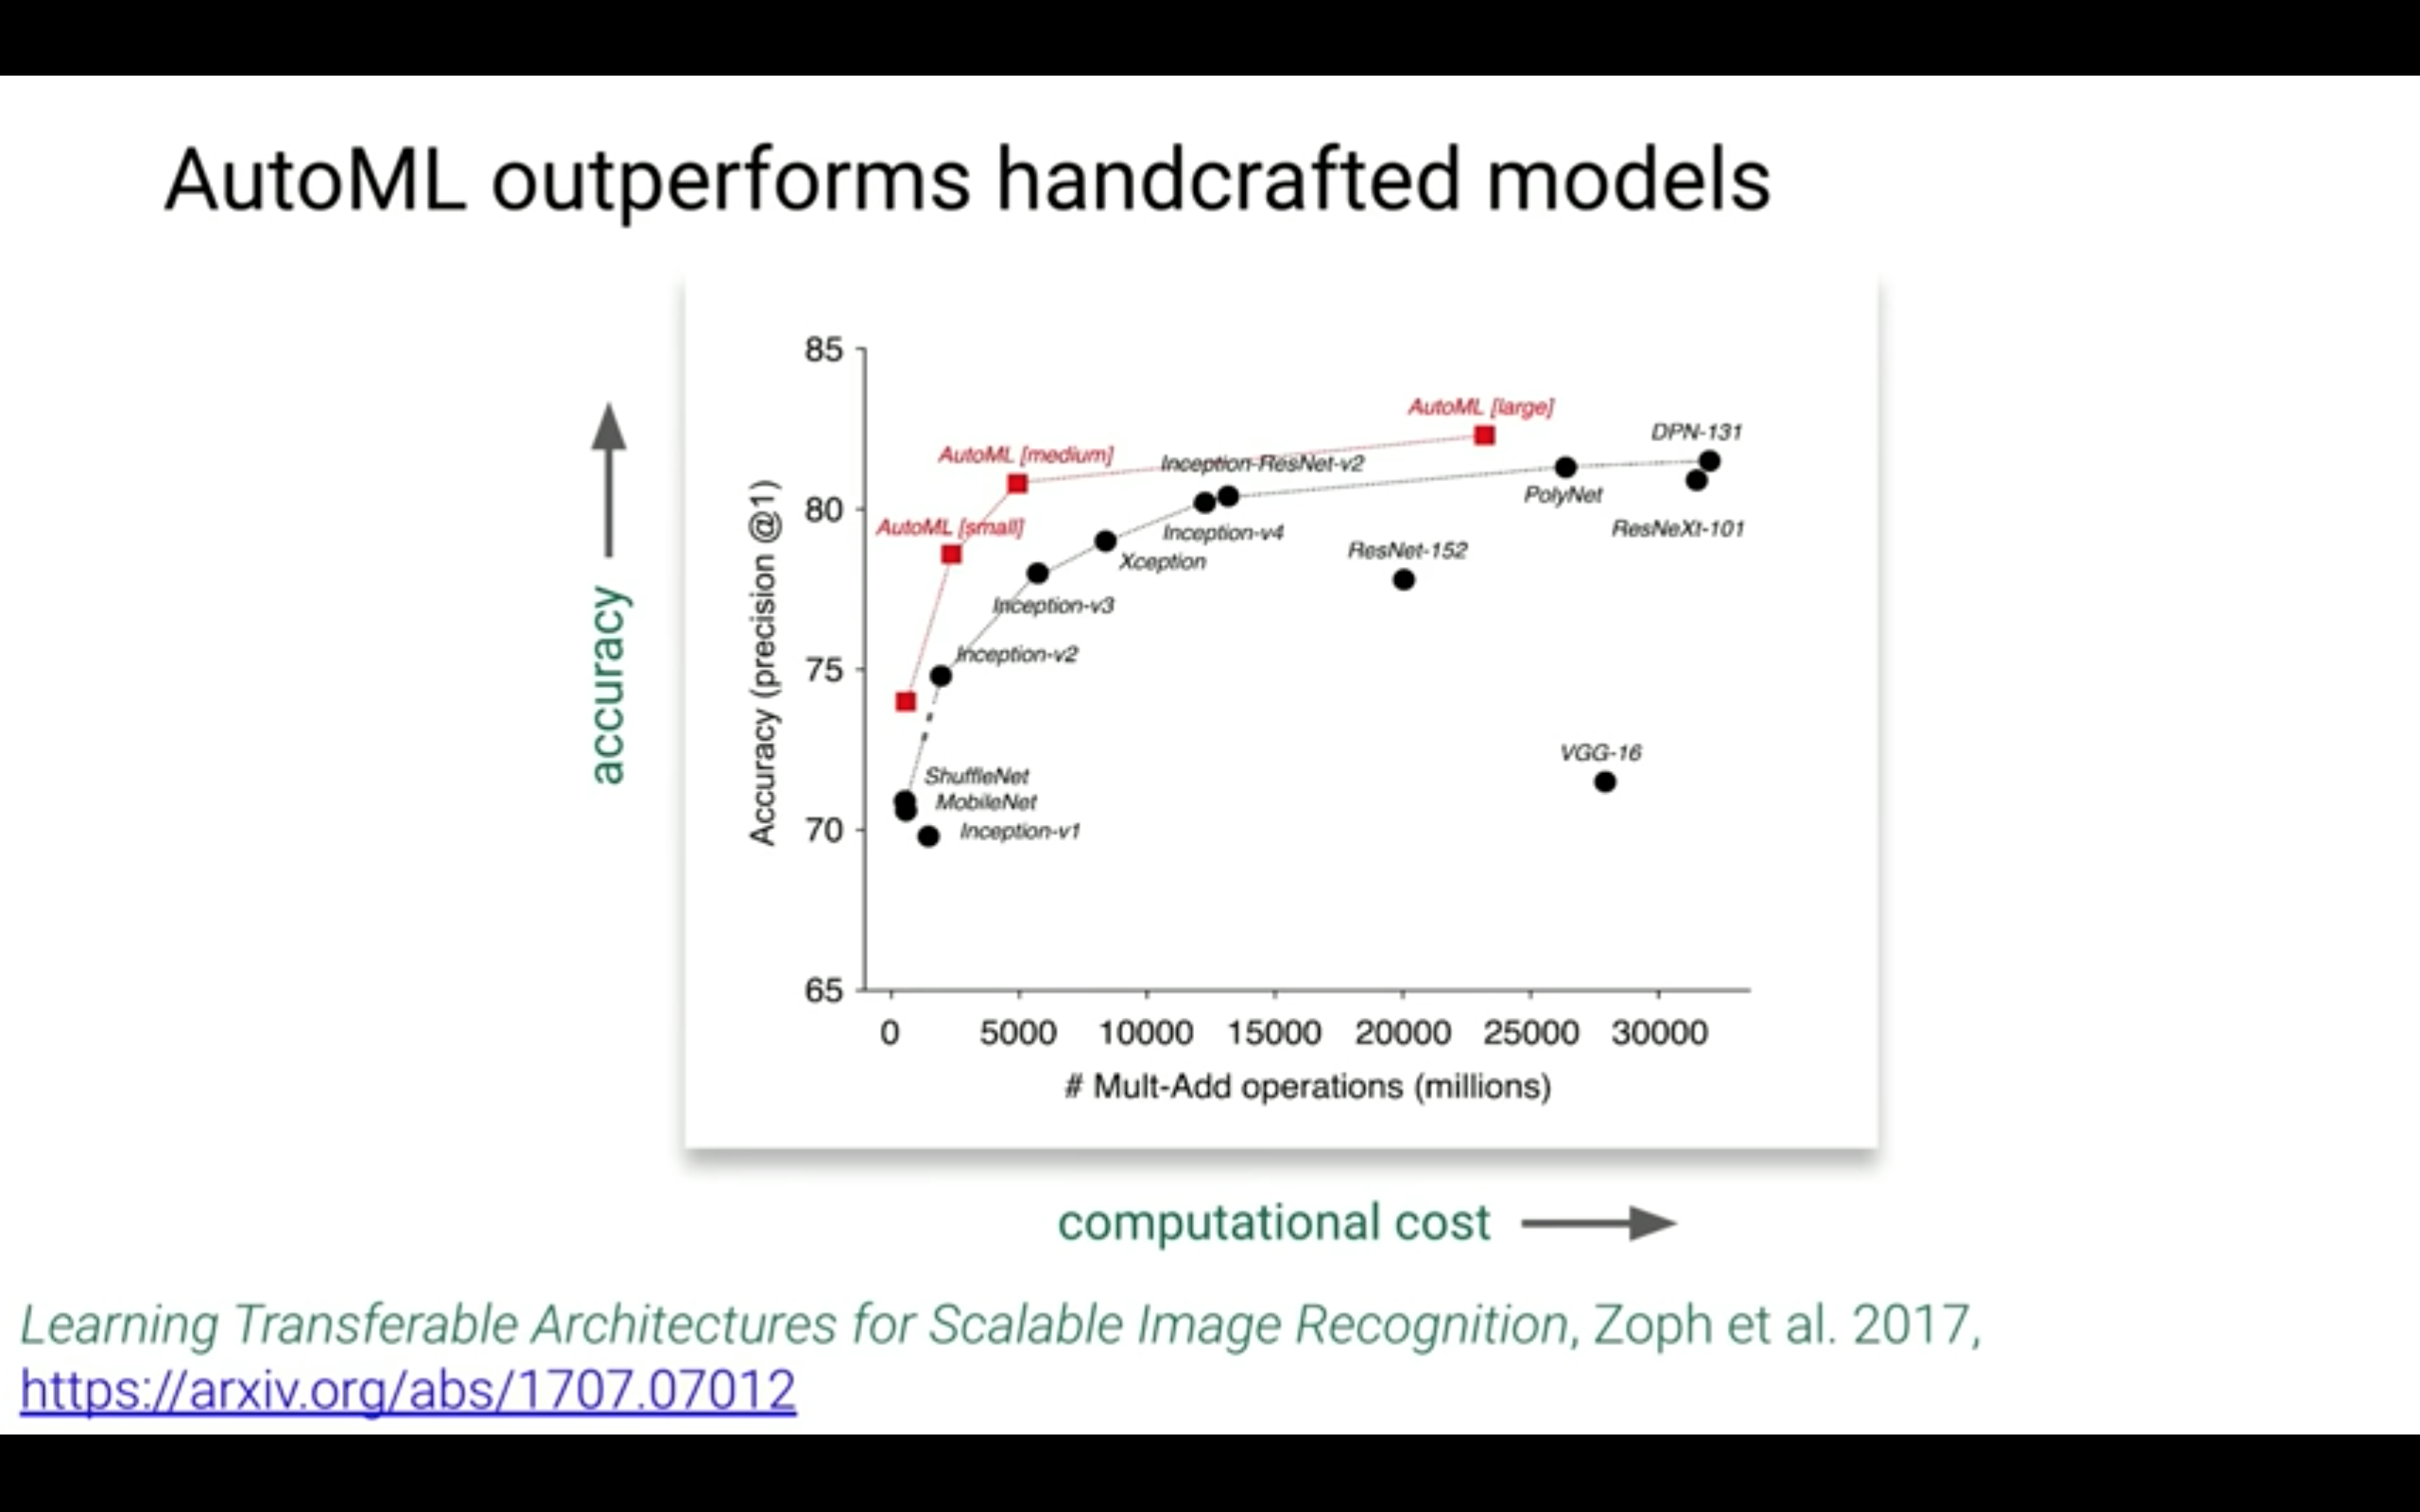 AutoML outperforms handcrafted models
85
80
75
70
65
accuracy
Accuracy (precision @1)
AutoML [large]
DPN-131
AutoML [medium]
Inception-ResNet-v2
PolyNet
AutoML [small]
Inception-v4
ResNeXt-101
ResNet-152
Xception
Inception-v3
Inception-v2
VGG-16
ShuffleNet
MobileNet
Inception-v1
0 5000 10000 15000 20000 25000 30000
# Mult-Add operations (millions)
computational cost
Learning Transferable Architectures for Scalable Image Recognition, Zoph et al. 2017,
https://arxiv.org/abs/1707.07012